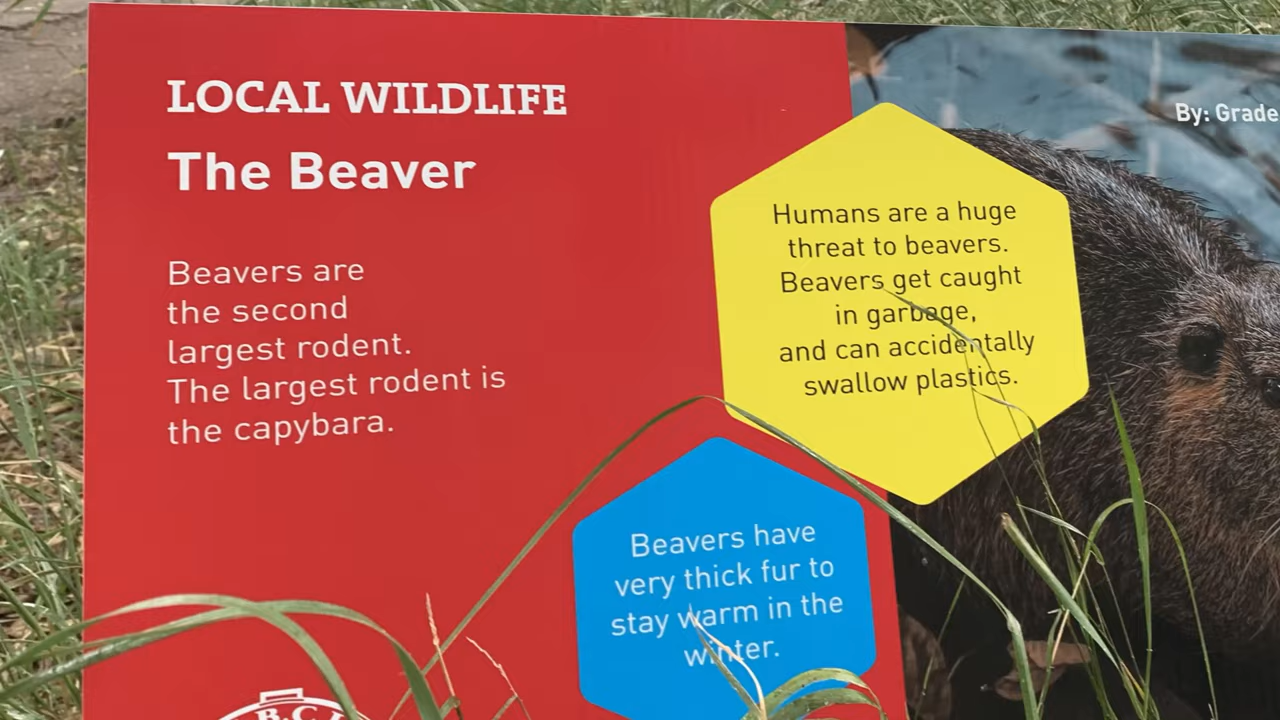 LOCAL WILDLIFE
The Beaver
Beavers are
the second
largest rodent.
The largest rodent is
the capybara.
By: Grade
Humans are a huge
threat to beavers.
Beavers get caught
in garbage,
and can accidentally
swallow plastics.
Beavers have
very thick fur to
stay warm in the
winter.